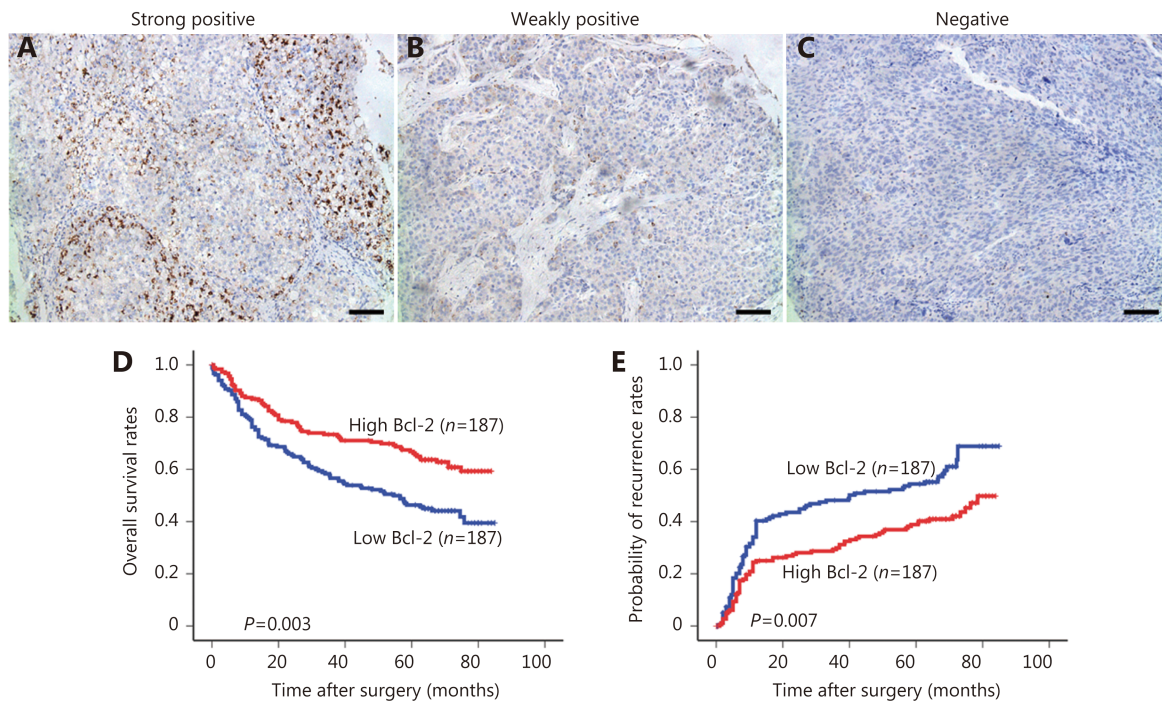 Strong positive
Weakly positive
Negative
A
B
C
D
1.0
0.8
0.6
0.4
0.2
0
Overall survival rates
High Bcl-2 (n=187)
Low Bcl-2 (n=187)
P=0.003
0 20 40 60 80 100
Time after surgery (months)
E
1.0
0.8
0.6
0.4
0.2
0
Probability of recurrence rates
Low Bcl-2 (n=187)
High Bcl-2 (n=187)
P=0.007
0 20 40 60 80 100
Time after surgery (months)